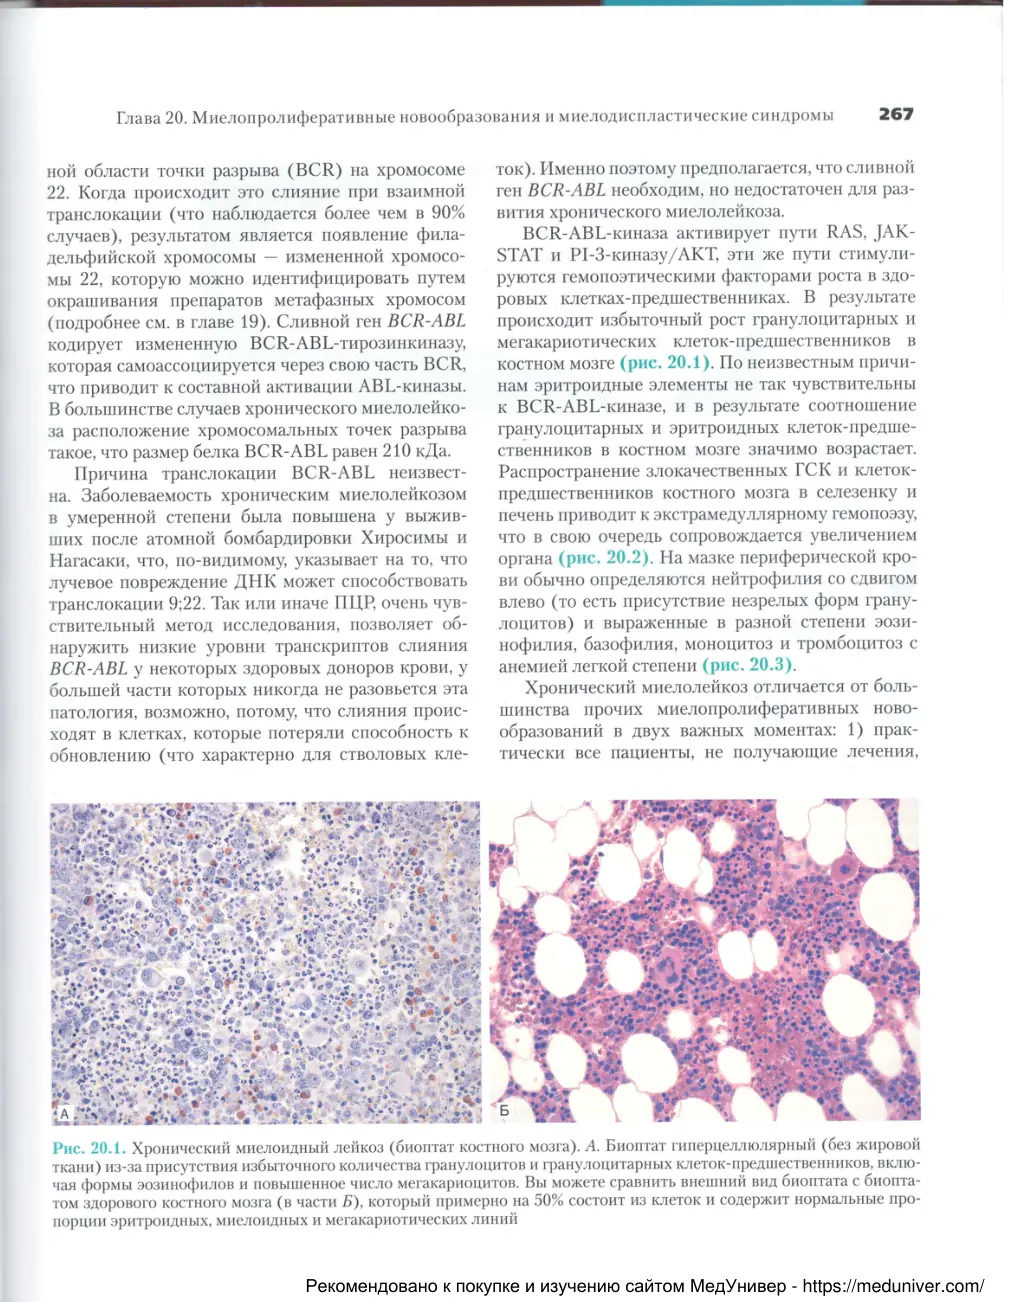 Глава 20. Миелопролиферативные новообразования и миелодиспластические синдромы 267
ной области точки разрыва (BCR) на хромосоме
22. Когда происходит это слияние при взаимной
транслокации (что наблюдается более чем в 90%
случаев), результатом является появление фила-
дельфийской хромосомы — измененной хромосо-
мы 22, которую можно идентифицировать путем
окрашивания препаратов метафазных хромосом
(подробнее см. в главе 19). Сливной ген BCR-ABL
кодирует измененную BCR-ABL-тирозинкиназу,
которая самоассоциируется через свою часть BCR,
что приводит к составной активации ABL-киназы.
В большинстве случаев хронического миелолейко-
за расположение хромосомальных точек разрыва
такое, что размер белка BCR-ABL равен 210 кДа.
Причина транслокации BCR-ABL неизвест-
на. Заболеваемость хроническим миелолейкозом
в умеренной степени была повышена у выжив-
ших после атомной бомбардировки Хиросимы и
Нагасаки, что, по-видимому, указывает на то, что
лучевое повреждение ДНК может способствовать
транслокации 9;22. Так или иначе ПЦР, очень чув-
ствительный метод исследования, позволяет об-
наружить низкие уровни транскриптов слияния
BCR-ABL у некоторых здоровых доноров крови, у
большей части которых никогда не разовьется эта
патология, возможно, потому, что слияния проис-
ходят в клетках, которые потеряли способность к
обновлению (что характерно для стволовых кле-
ток). Именно поэтому предполагается, что сливной
ген BCR-ABL необходим, но недостаточен для раз-
вития хронического миелолейкоза.
BCR-ABL-киназа активирует пути RAS, JAK-
STAT и PI-3-киназу/AKT, эти же пути стимули-
руются гемопоэтическими факторами роста в здо-
ровых клетках-предшественниках. В результате
происходит избыточный рост гранулоцитарных и
мегакариотических клеток-предшественников в
костном мозге (рис. 20.1). По неизвестным причи-
нам эритроидные элементы не так чувствительны
к BCR-ABL-киназе, и в результате соотношение
гранулоцитарных и эритроидных клеток-предше-
ственников в костном мозге значимо возрастает.
Распространение злокачественных ГСК и клеток-
предшественников костного мозга в селезенку и
печень приводит к экстрамедуллярному гемопоэзу,
что в свою очередь сопровождается увеличением
органа (рис. 20.2). На мазке периферической кро-
ви обычно определяются нейтрофилия со сдвигом
влево (то есть присутствие незрелых форм грану-
лоцитов) и выраженные в разной степени эози-
нофилия, базофилия, моноцитоз и тромбоцитоз с
анемией легкой степени (рис. 20.3).
Хронический миелолейкоз отличается от боль-
шинства прочих миелопролиферативных ново-
образований в двух важных моментах: 1) прак-
тически все пациенты, не получающие лечения,
А
Б
Рис. 20.1. Хронический миелоидный лейкоз (биоптат костного мозга). А. Биоптат гиперцеллюлярный (без жировой
ткани) из-за присутствия избыточного количества гранулоцитов и гранулоцитарных клеток-предшественников, вклю-
чая формы эозинофилов и повышенное число мегакариоцитов. Вы можете сравнить внешний вид биоптата с биопта-
том здорового костного мозга (в части Б), который примерно на 50% состоит из клеток и содержит нормальные про-
порции эритроидных, миелоидных и мегакариотических линий
Рекомендовано к покупке и изучению сайтом МедУнивер - https://meduniver.com/